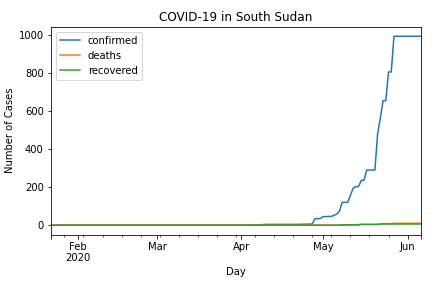 COVID-19 in South Sudan
confirmed
deaths
recovered
Number of Cases
1000
800
600
400
200
0
Feb
2020
Mar
Apr
May
Jun
Day